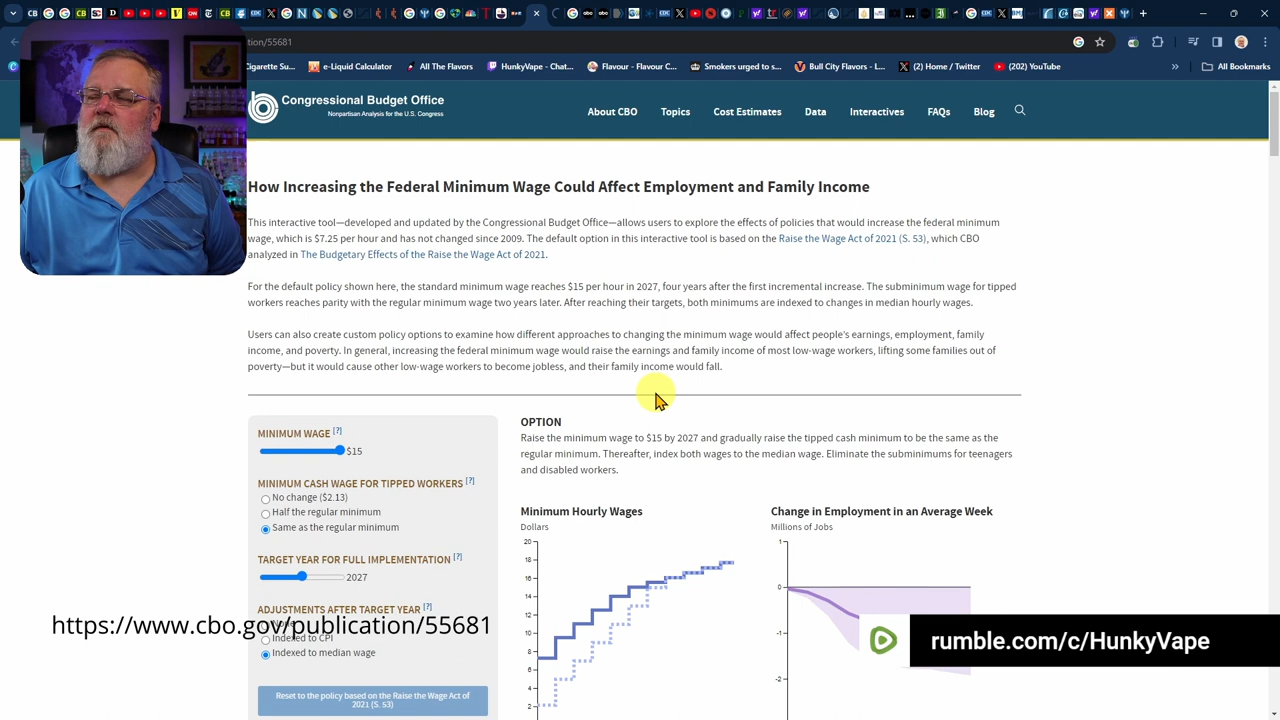 tion/55681
Cigarette Su...
e-Liquid Calculator
All The Flavors
HunkyVape - Chat...
Flavour – Flavour C...
Smokers urged to s...
Bull City Flavors - I...
(2) Home / Twitter
(202) YouTube
All Bookmarks
Congressional Budget Office
Nonpartisan Analysis for the U.S. Congress
About CBO
Topics
Cost Estimates
Data
Interactives
FAQs
Blog
How Increasing the Federal Minimum Wage Could Affect Employment and Family Income
This interactive tool—developed and updated by the Congressional Budget Office—allows users to explore the effects of policies that would increase the federal minimum
wage, which is $7.25 per hour and has not changed since 2009. The default option in this interactive tool is based on the Raise the Wage Act of 2021 (S. 53), which CBO
analyzed in The Budgetary Effects of the Raise the Wage Act of 2021.
For the default policy shown here, the standard minimum wage reaches $15 per hour in 2027, four years after the first incremental increase. The subminimum wage for tipped
workers reaches parity with the regular minimum wage two years later. After reaching their targets, both minimums are indexed to changes in median hourly wages.
Users can also create custom policy options to examine how different approaches to changing the minimum wage would affect people's earnings, employment, family
income, and poverty. In general, increasing the federal minimum wage would raise the earnings and family income of most low-wage workers, lifting some families out of
poverty—but it would cause other low-wage workers to become jobless, and their family income would fall.
MINIMUM WAGE [?]
$15
MINIMUM CASH WAGE FOR TIPPED WORKERS [?]
No change ($2.13)
Half the regular minimum
Same as the regular minimum
TARGET YEAR FOR FULL IMPLEMENTATION [?]
2027
ADJUSTMENTS AFTER TARGET YEAR [?]
https://www.cbo.gov/publication/55681
Indexed to CPI
Indexed to median wage
Reset to the policy based on the Raise the Wage Act of
2021 (S. 53)
OPTION
Raise the minimum wage to $15 by 2027 and gradually raise the tipped cash minimum to be the same as the
regular minimum. Thereafter, index both wages to the median wage. Eliminate the subminimums for teenagers
and disabled workers.
Minimum Hourly Wages
Dollars
20
18
16
14
12
10
8
6
4
2
Change in Employment in an Average Week
Millions of Jobs
1
0
-1
-2
rumble.com/c/HunkyVape